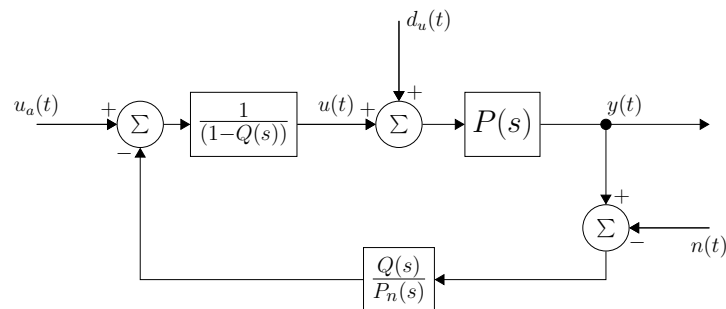 d_u(t)
u_a(t)
+
Σ
−
1
(1−Q(s))
u(t)
+
+
Σ
P(s)
y(t)
+
Σ
−
n(t)
Q(s)
P_n(s)